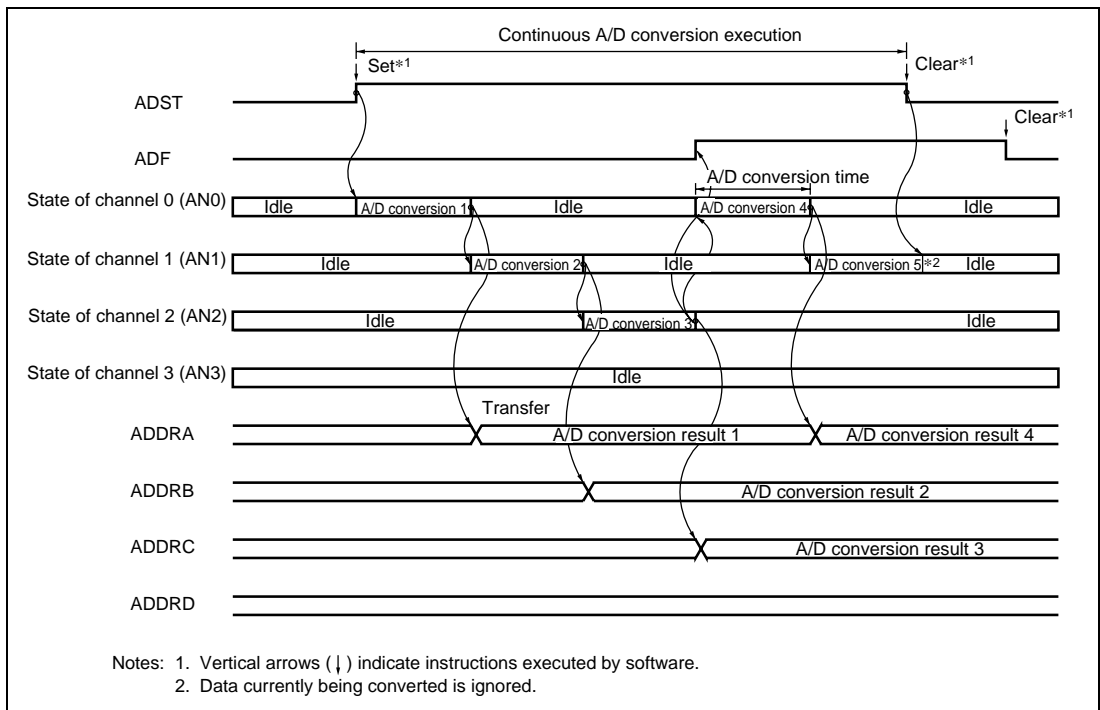 Continuous A/D conversion execution
Set*1
Clear*1
ADST
Clear*1
ADF
A/D conversion time
State of channel 0 (AN0)
Idle
A/D conversion 1
Idle
A/D conversion 4
Idle
State of channel 1 (AN1)
Idle
A/D conversion 2
Idle
A/D conversion 5 *2
Idle
State of channel 2 (AN2)
Idle
A/D conversion 3
Idle
State of channel 3 (AN3)
Idle
Transfer
ADDRA
A/D conversion result 1
A/D conversion result 4
ADDRB
A/D conversion result 2
ADDRC
A/D conversion result 3
ADDRD
Notes: 1. Vertical arrows (↓) indicate instructions executed by software.
2. Data currently being converted is ignored.